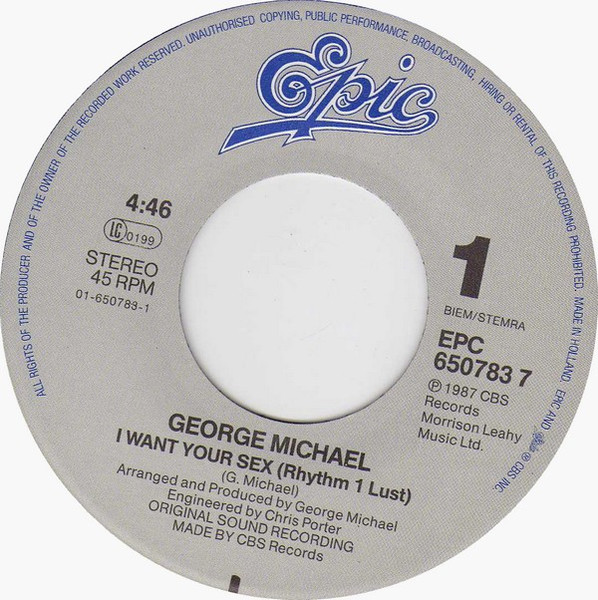 ALL RIGHTS OF THE PRODUCER AND OF THE OWNER OF THE RECORDED WORK RESERVED. UNAUTHORISED COPYING, PUBLIC PERFORMANCE, BROADCASTING, HIRING OR RENTAL OF THIS RECORDING PROHIBITED. MADE IN HOLLAND. EPIC AND Epic ® CBS INC.
Epic
4:46
LC 0199
STEREO
45 RPM
01-650783-1
1
BIEM/STEMRA
EPC
650783 7
℗ 1987 CBS
Records
Morrison Leahy
Music Ltd.
GEORGE MICHAEL
I WANT YOUR SEX (Rhythm 1 Lust)
(G. Michael)
Arranged and Produced by George Michael
Engineered by Chris Porter
ORIGINAL SOUND RECORDING
MADE BY CBS Records